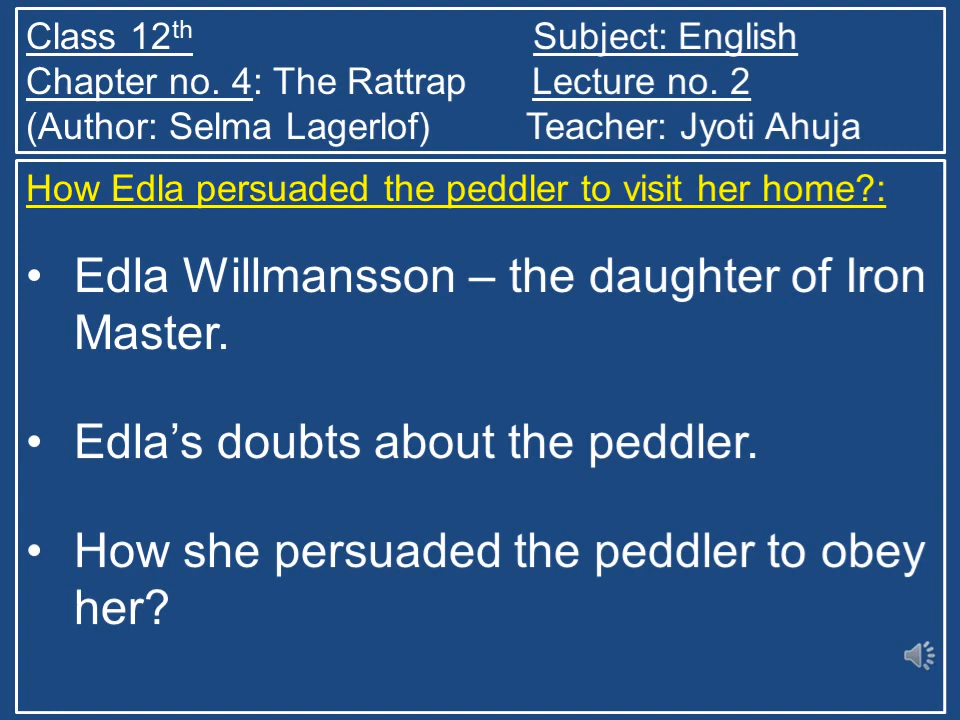 Class 12th Subject: English
Chapter no. 4: The Rattrap Lecture no. 2
(Author: Selma Lagerlof) Teacher: Jyoti Ahuja
How Edla persuaded the peddler to visit her home?:
• Edla Willmansson – the daughter of Iron
Master.
• Edla’s doubts about the peddler.
• How she persuaded the peddler to obey
her?